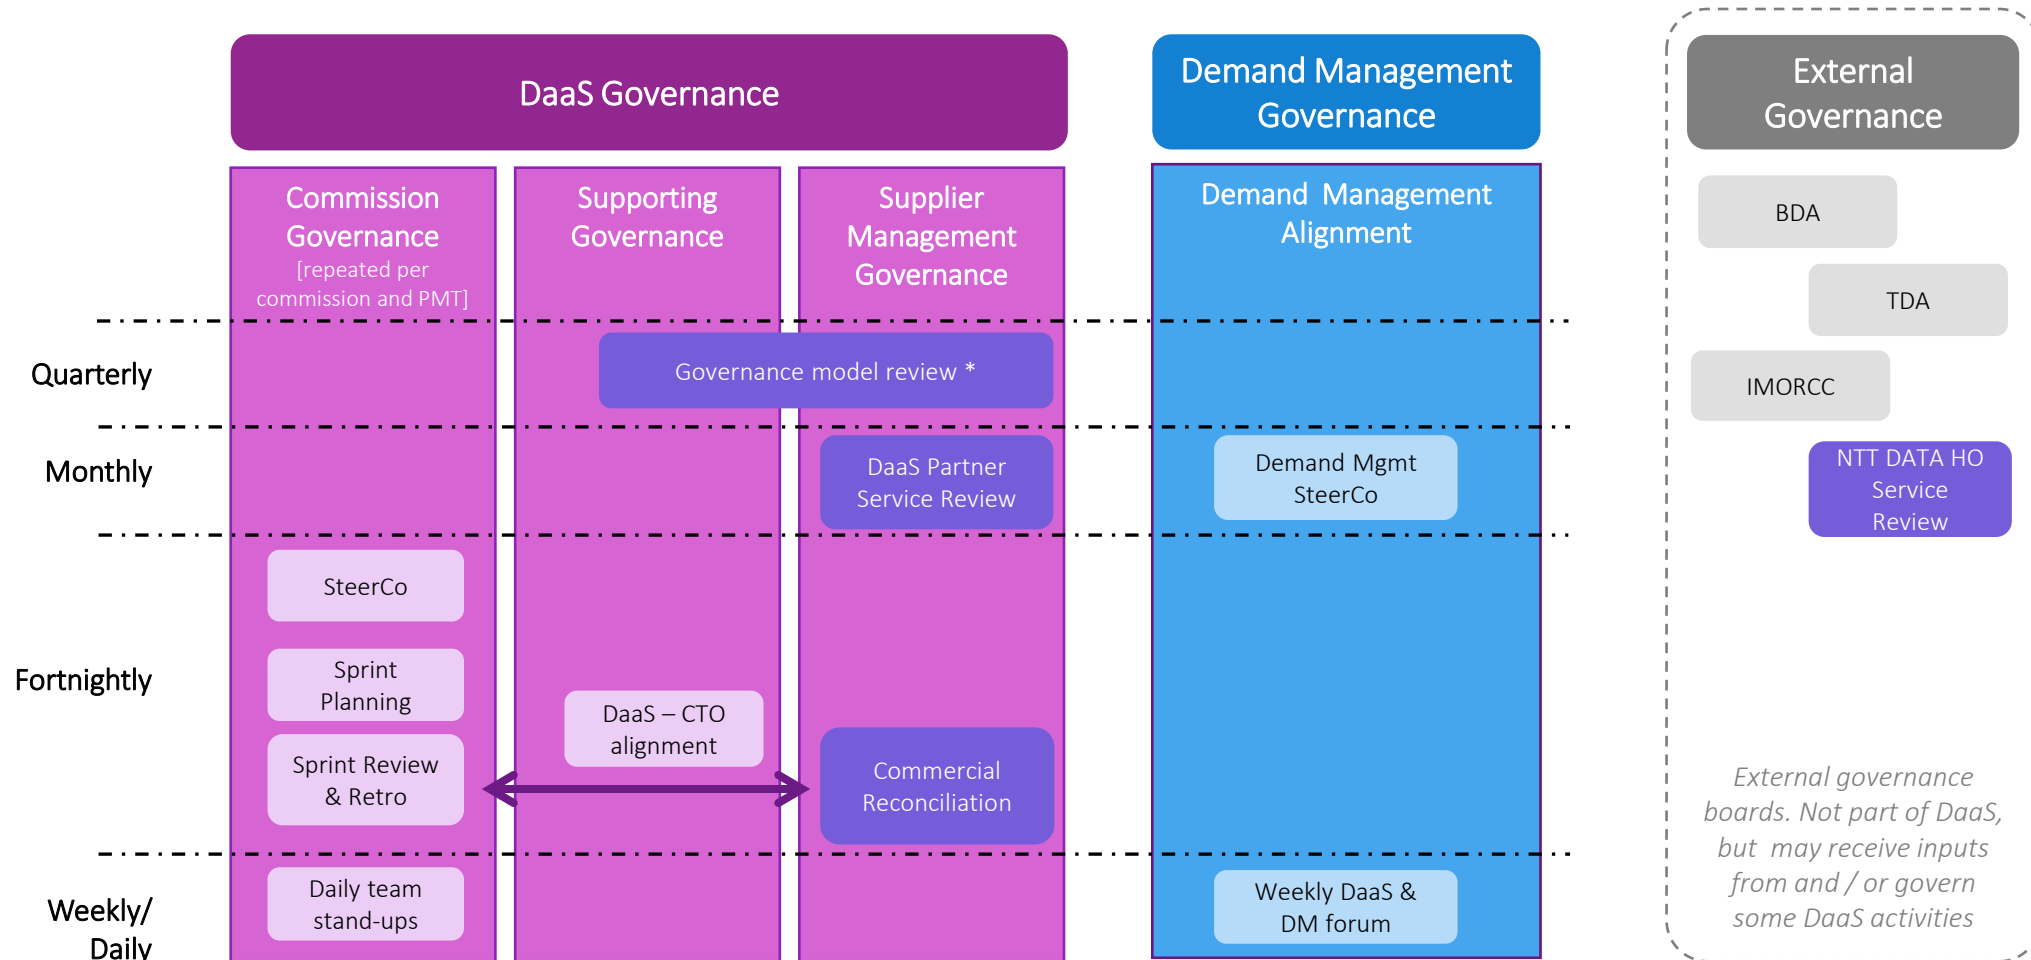 DaaS Governance
Demand Management
Governance
External
Governance
Commission
Governance
[repeated per
commission and PMT]
Supporting
Governance
Supplier
Management
Governance
Demand  Management
Alignment
BDA
TDA
IMORCC
NTT DATA HO
Service
Review
Quarterly
Governance model review *
Monthly
DaaS Partner
Service Review
Demand Mgmt
SteerCo
Fortnightly
SteerCo
Sprint
Planning
Sprint Review
& Retro
DaaS – CTO
alignment
Commercial
Reconciliation
Weekly/
Daily
Daily team
stand-ups
Weekly DaaS &
DM forum
External governance
boards. Not part of DaaS,
but  may receive inputs
from and / or govern
some DaaS activities